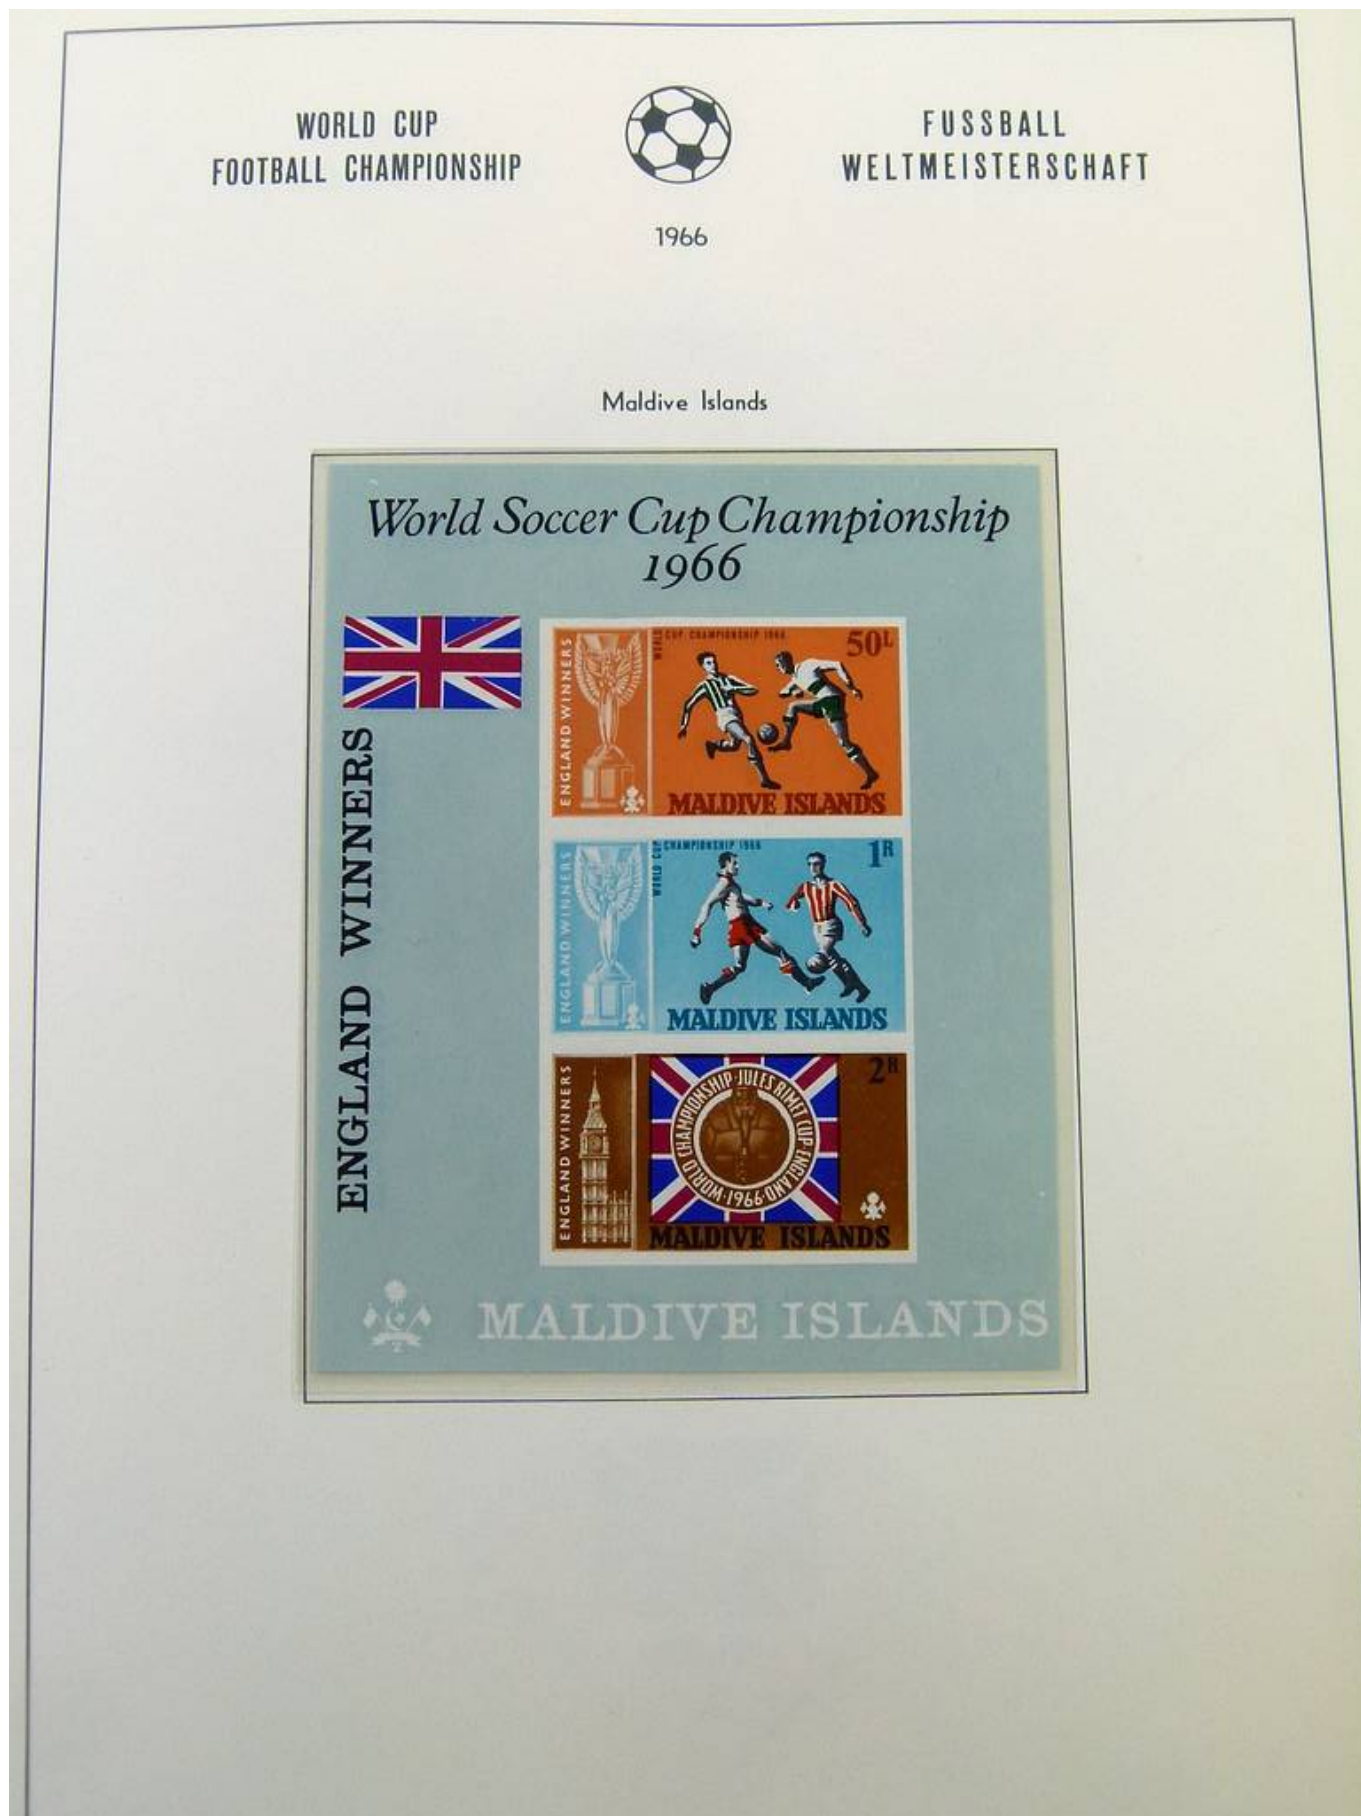 WORLD CUP
FOOTBALL CHAMPIONSHIP
FUSSBALL
WELTMEISTERSCHAFT
1966
Maldive Islands
World Soccer Cup Championship
1966
ENGLAND WINNERS
ENGLAND WINNERS
WORLD CUP CHAMPIONSHIP 1966
50L
MALDIVE ISLANDS
ENGLAND WINNERS
WORLD CUP CHAMPIONSHIP 1966
1R
MALDIVE ISLANDS
ENGLAND WINNERS
WORLD CHAMPIONSHIP·JULES RIMET CUP·ENGLAND·1966·
2R
MALDIVE ISLANDS
MALDIVE ISLANDS